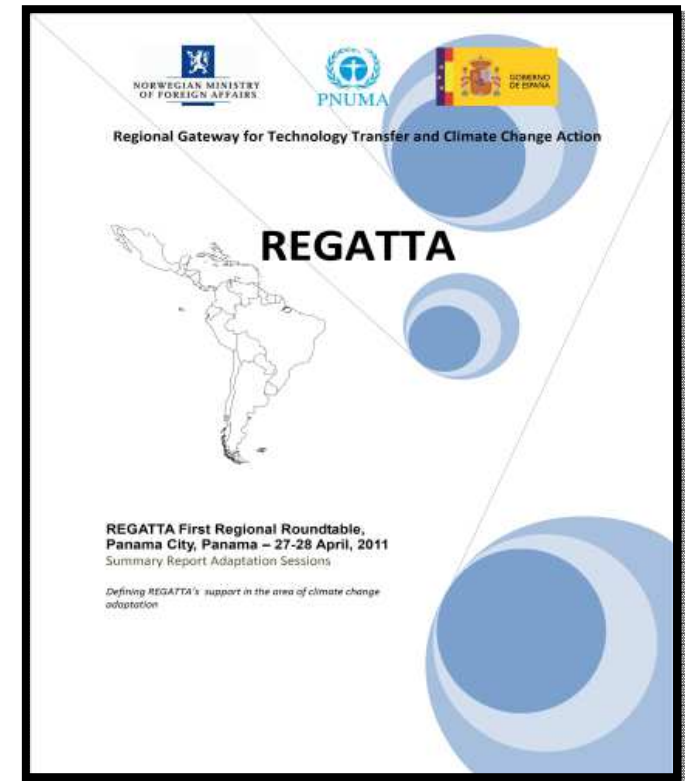 NORWEGIAN MINISTRY
OF FOREIGN AFFAIRS
PNUMA
GOBIERNO
DE ESPAÑA
Regional Gateway for Technology Transfer and Climate Change Action
REGATTA
REGATTA First Regional Roundtable,
Panama City, Panama – 27-28 April, 2011
Summary Report Adaptation Sessions
Defining REGATTA's support in the area of climate change
adaptation